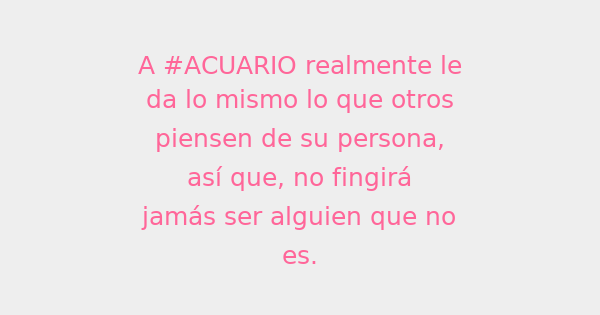 A #ACUARIO realmente le
da lo mismo lo que otros
piensen de su persona,
así que, no fingirá
jamás ser alguien que no
es.